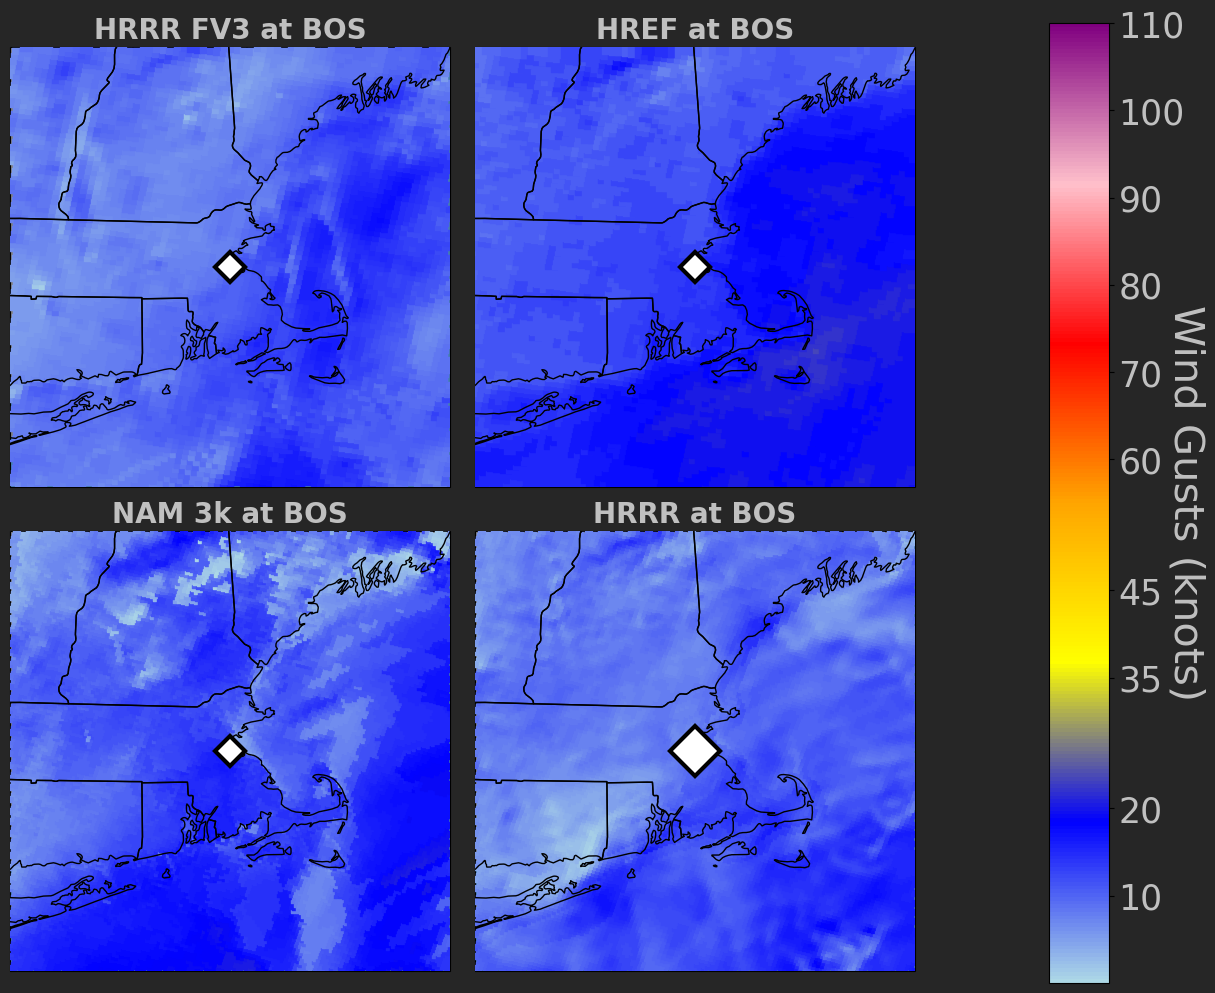 HRRR FV3 at BOS
HREF at BOS
NAM 3k at BOS
HRRR at BOS
110
100
90
80
70
60
45
35
20
10
Wind Gusts (knots)